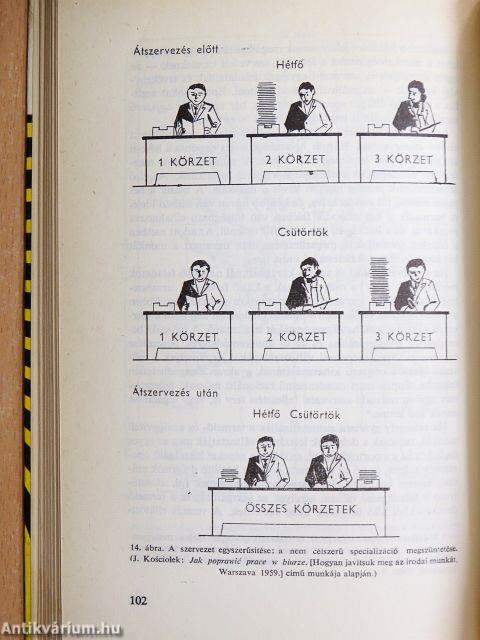 Átszervezés előtt
Hétfő
1 KÖRZET 2 KÖRZET 3 KÖRZET
Csütörtök
1 KÖRZET 2 KÖRZET 3 KÖRZET
Átszervezés után
Hétfő Csütörtök
ÖSSZES KÖRZETEK
14. ábra. A szervezet egyszerűsítése: a nem célszerű specializáció megszüntetése.
(J. Kościołek: Jak poprawić prace w biurze. [Hogyan javítsuk meg az irodai munkát.
Warszawa 1959.] című munkája alapján.)
102
Antikvárium.hu